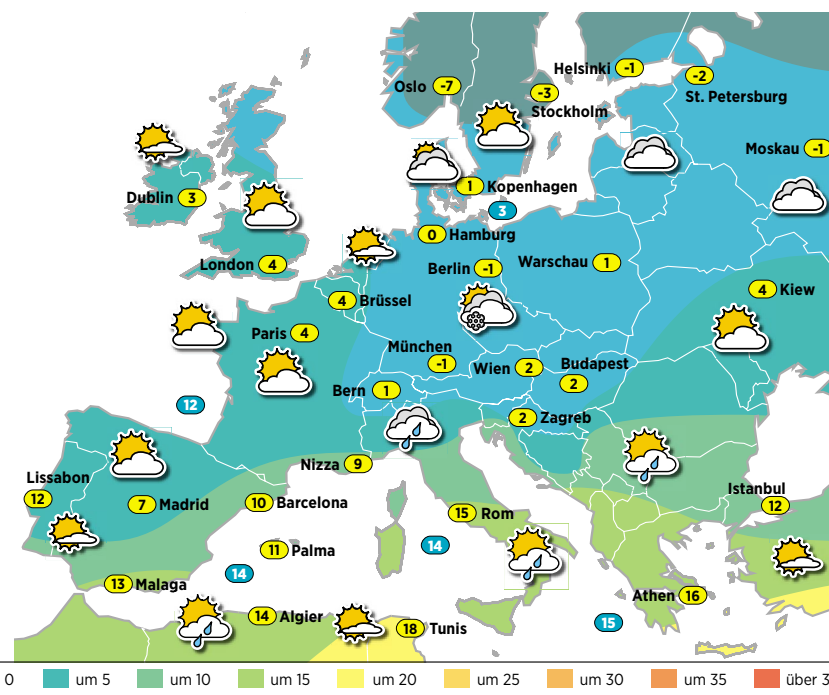 Oslo -7
Helsinki -1
-2
St. Petersburg
-3
Stockholm
Moskau -1
Dublin 3
1 Kopenhagen
3
0 Hamburg
London 4
Berlin -1
Warschau 1
4 Brüssel
4 Kiew
Paris 4
München
-1
Wien 2
Budapest
2
Bern 1
12
2 Zagreb
Nizza 9
Lissabon
12
7 Madrid
10 Barcelona
15 Rom
Istanbul
12
11 Palma
14
14
13 Malaga
Athen 16
14 Algier
18 Tunis
15
0 um 5 um 10 um 15 um 20 um 25 um 30 um 35 über 3